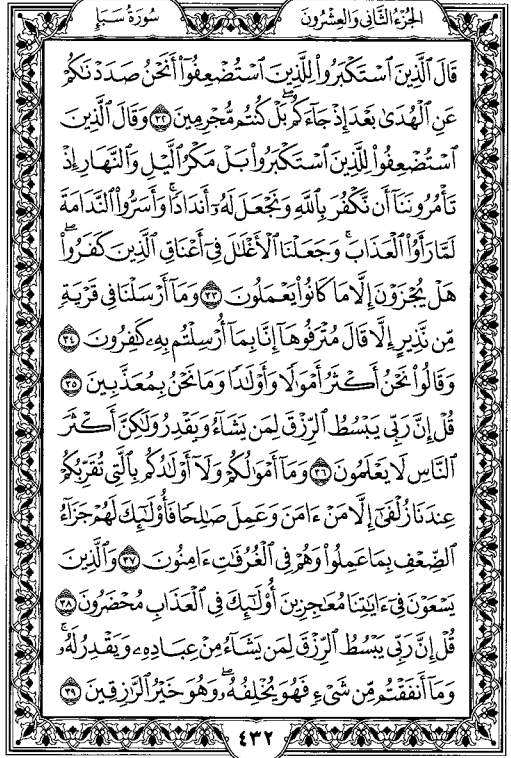 الجزء الثاني والعشرون
سورة سبإ
قَالَ ٱلَّذِينَ ٱسْتَكْبَرُوا۟ لِلَّذِينَ ٱسْتُضْعِفُوٓا۟ أَنَحْنُ صَدَدْنَٰكُمْ
عَنِ ٱلْهُدَىٰ بَعْدَ إِذْ جَآءَكُم ۖ بَلْ كُنتُم مُّجْرِمِينَ ٣٢ وَقَالَ ٱلَّذِينَ
ٱسْتُضْعِفُوا۟ لِلَّذِينَ ٱسْتَكْبَرُوا۟ بَلْ مَكْرُ ٱلَّيْلِ وَٱلنَّهَارِ إِذْ
تَأْمُرُونَنَآ أَن نَّكْفُرَ بِٱللَّهِ وَنَجْعَلَ لَهُۥٓ أَندَادًا ۚ وَأَسَرُّوا۟ ٱلنَّدَامَةَ
لَمَّا رَأَوُا۟ ٱلْعَذَابَ ۚ وَجَعَلْنَا ٱلْأَغْلَٰلَ فِىٓ أَعْنَاقِ ٱلَّذِينَ كَفَرُوا۟ ۖ
هَلْ يُجْزَوْنَ إِلَّا مَا كَانُوا۟ يَعْمَلُونَ ٣٣ وَمَآ أَرْسَلْنَا فِى قَرْيَةٍ
مِّن نَّذِيرٍ إِلَّا قَالَ مُتْرَفُوهَآ إِنَّا بِمَآ أُرْسِلْتُم بِهِۦ كَٰفِرُونَ ٣٤
وَقَالُوا۟ نَحْنُ أَكْثَرُ أَمْوَٰلًا وَأَوْلَٰدًا وَمَا نَحْنُ بِمُعَذَّبِينَ ٣٥
قُلْ إِنَّ رَبِّى يَبْسُطُ ٱلرِّزْقَ لِمَن يَشَآءُ وَيَقْدِرُ وَلَٰكِنَّ أَكْثَرَ
ٱلنَّاسِ لَا يَعْلَمُونَ ٣٦ وَمَآ أَمْوَٰلُكُمْ وَلَآ أَوْلَٰدُكُم بِٱلَّتِى تُقَرِّبُكُمْ
عِندَنَا زُلْفَىٰٓ إِلَّا مَنْ ءَامَنَ وَعَمِلَ صَٰلِحًا فَأُو۟لَٰٓئِكَ لَهُمْ جَزَآءُ
ٱلضِّعْفِ بِمَا عَمِلُوا۟ وَهُمْ فِى ٱلْغُرُفَٰتِ ءَامِنُونَ ٣٧ وَٱلَّذِينَ
يَسْعَوْنَ فِىٓ ءَايَٰتِنَا مُعَٰجِزِينَ أُو۟لَٰٓئِكَ فِى ٱلْعَذَابِ مُحْضَرُونَ ٣٨
قُلْ إِنَّ رَبِّى يَبْسُطُ ٱلرِّزْقَ لِمَن يَشَآءُ مِنْ عِبَادِهِۦ وَيَقْدِرُ لَهُۥ ۚ
وَمَآ أَنفَقْتُم مِّن شَىْءٍ فَهُوَ يُخْلِفُهُۥ ۖ وَهُوَ خَيْرُ ٱلرَّٰزِقِينَ ٣٩
٤٣٢